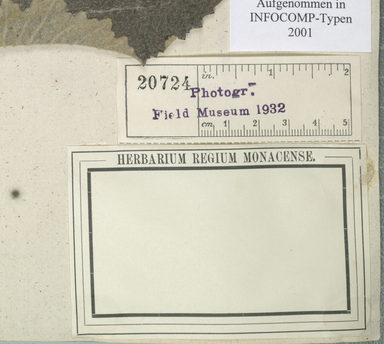 Aufgenommen in
INFOCOMP-Typen
2001
20724
in. 1 2
Photogr.
Field Museum 1932
cm. 1 2 3 4 5
HERBARIUM REGIUM MONACENSE.